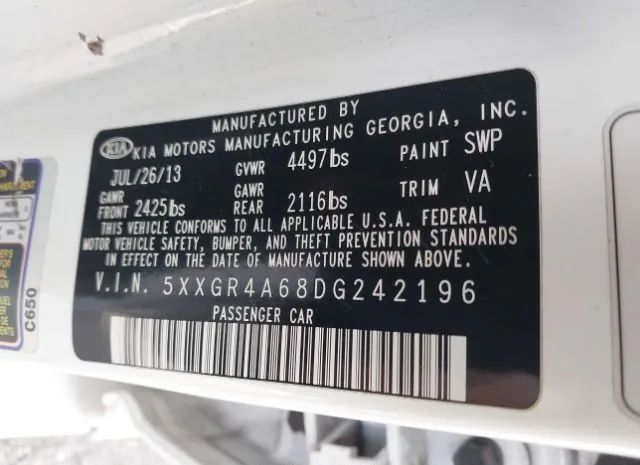 MANUFACTURED BY
KIA KIA MOTORS MANUFACTURING GEORGIA, INC.
JUL/26/13 GVWR 4497lbs PAINT SWP
GAWR FRONT 2425lbs GAWR REAR 2116lbs TRIM VA
THIS VEHICLE CONFORMS TO ALL APPLICABLE U.S.A. FEDERAL
MOTOR VEHICLE SAFETY, BUMPER, AND THEFT PREVENTION STANDARDS
IN EFFECT ON THE DATE OF MANUFACTURE SHOWN ABOVE.
V.I.N. 5XXGR4A68DG242196
PASSENGER CAR
C650